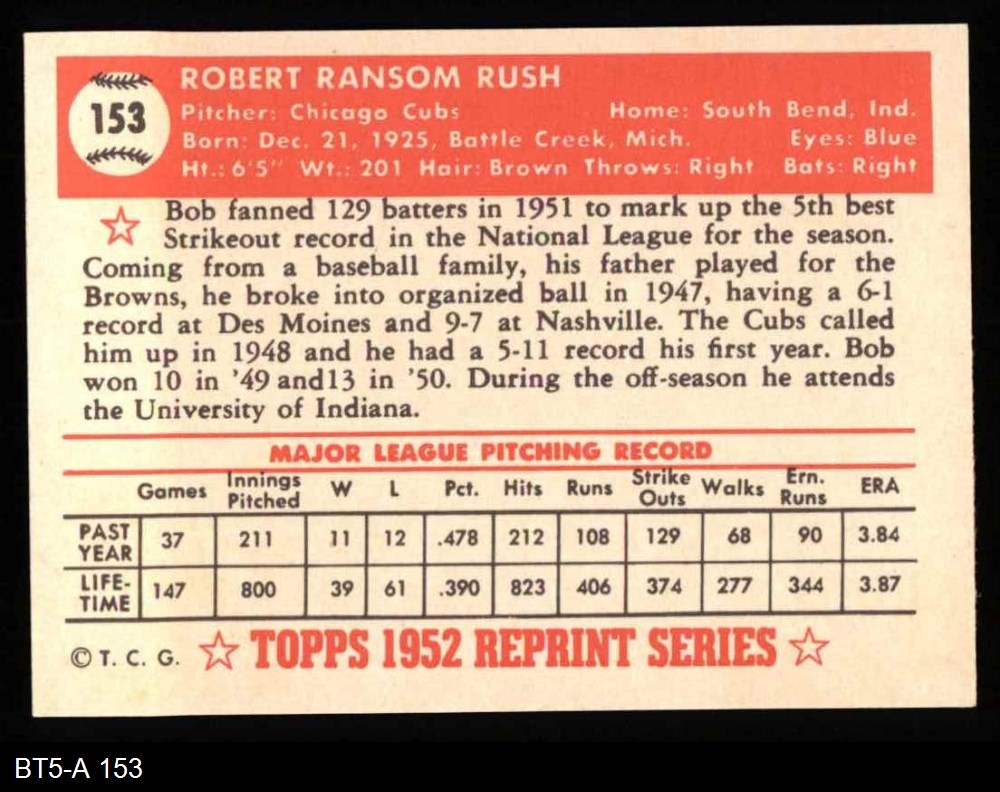 153
ROBERT RANSOM RUSH
Pitcher: Chicago Cubs Home: South Bend, Ind.
Born: Dec. 21, 1925, Battle Creek, Mich. Eyes: Blue
Ht.: 6'5" Wt.: 201 Hair: Brown Throws: Right Bats: Right
Bob fanned 129 batters in 1951 to mark up the 5th best
Strikeout record in the National League for the season.
Coming from a baseball family, his father played for the
Browns, he broke into organized ball in 1947, having a 6-1
record at Des Moines and 9-7 at Nashville. The Cubs called
him up in 1948 and he had a 5-11 record his first year. Bob
won 10 in '49 and 13 in '50. During the off-season he attends
the University of Indiana.
MAJOR LEAGUE PITCHING RECORD
Games Innings Pitched W L Pct. Hits Runs Strike Outs Walks Ern. Runs ERA
PAST YEAR 37 211 11 12 .478 212 108 129 68 90 3.84
LIFE-TIME 147 800 39 61 .390 823 406 374 277 344 3.87
© T. C. G. ☆ TOPPS 1952 REPRINT SERIES ☆
BT5-A 153